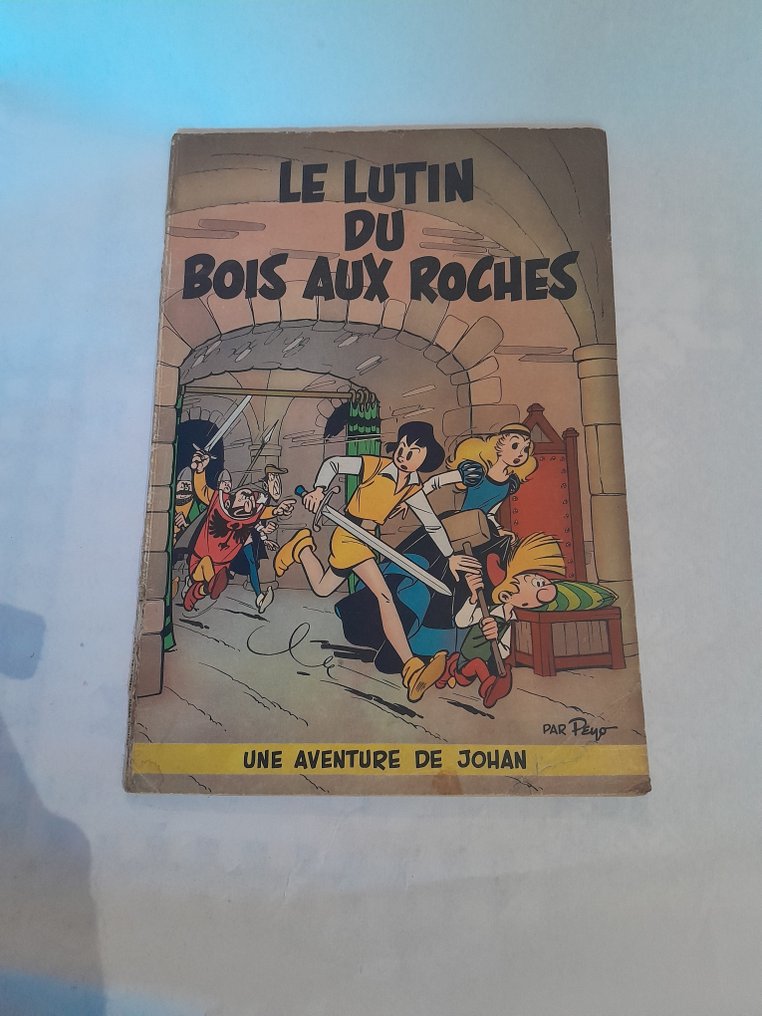 LE LUTIN
DU
BOIS AUX ROCHES
PAR Peyo
UNE AVENTURE DE JOHAN